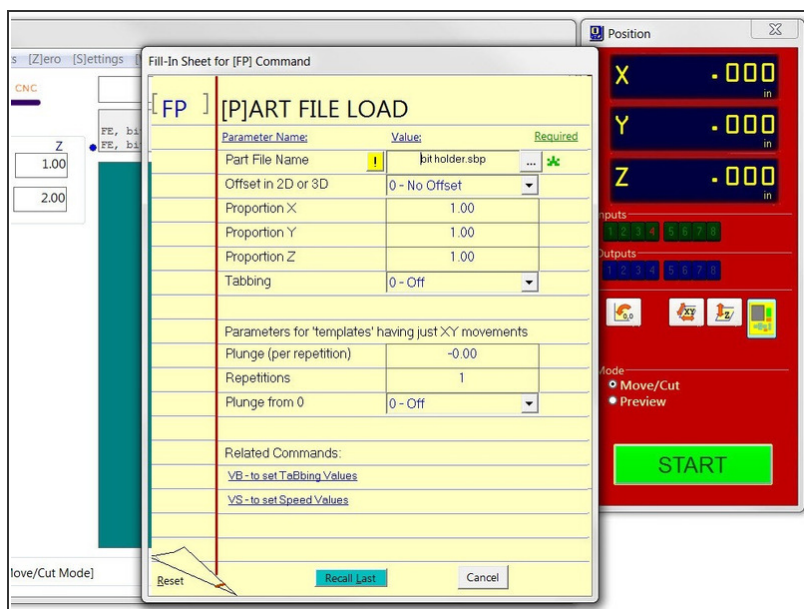 s [Z]ero [S]ettings [
CNC
FE, bi
FE, bi
Z
1.00
2.00
Move/Cut Mode]
Fill-In Sheet for [FP] Command
[ FP ] [P]ART FILE LOAD
Parameter Name: Value: Required
Part File Name ! bit holder.sbp ...
Offset in 2D or 3D 0 - No Offset
Proportion X 1.00
Proportion Y 1.00
Proportion Z 1.00
Tabbing 0 - Off
Parameters for 'templates' having just XY movements
Plunge (per repetition) -0.00
Repetitions 1
Plunge from 0 0 - Off
Related Commands:
VB - to set TaBbing Values
VS - to set Speed Values
Reset Recall Last Cancel
Position
X .000
in
Y .000
in
Z .000
in
Inputs
1 2 3 4 5 6 7 8
Outputs
1 2 3 4 5 6 7 8
0,0 XY Z
Mode
Move/Cut
Preview
START